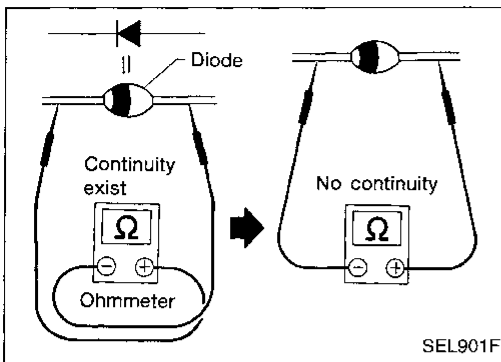 Diode
Continuity
exist
Ω
⊖ ⊕
Ohmmeter
No continuity
Ω
⊖ ⊕
SEL901F